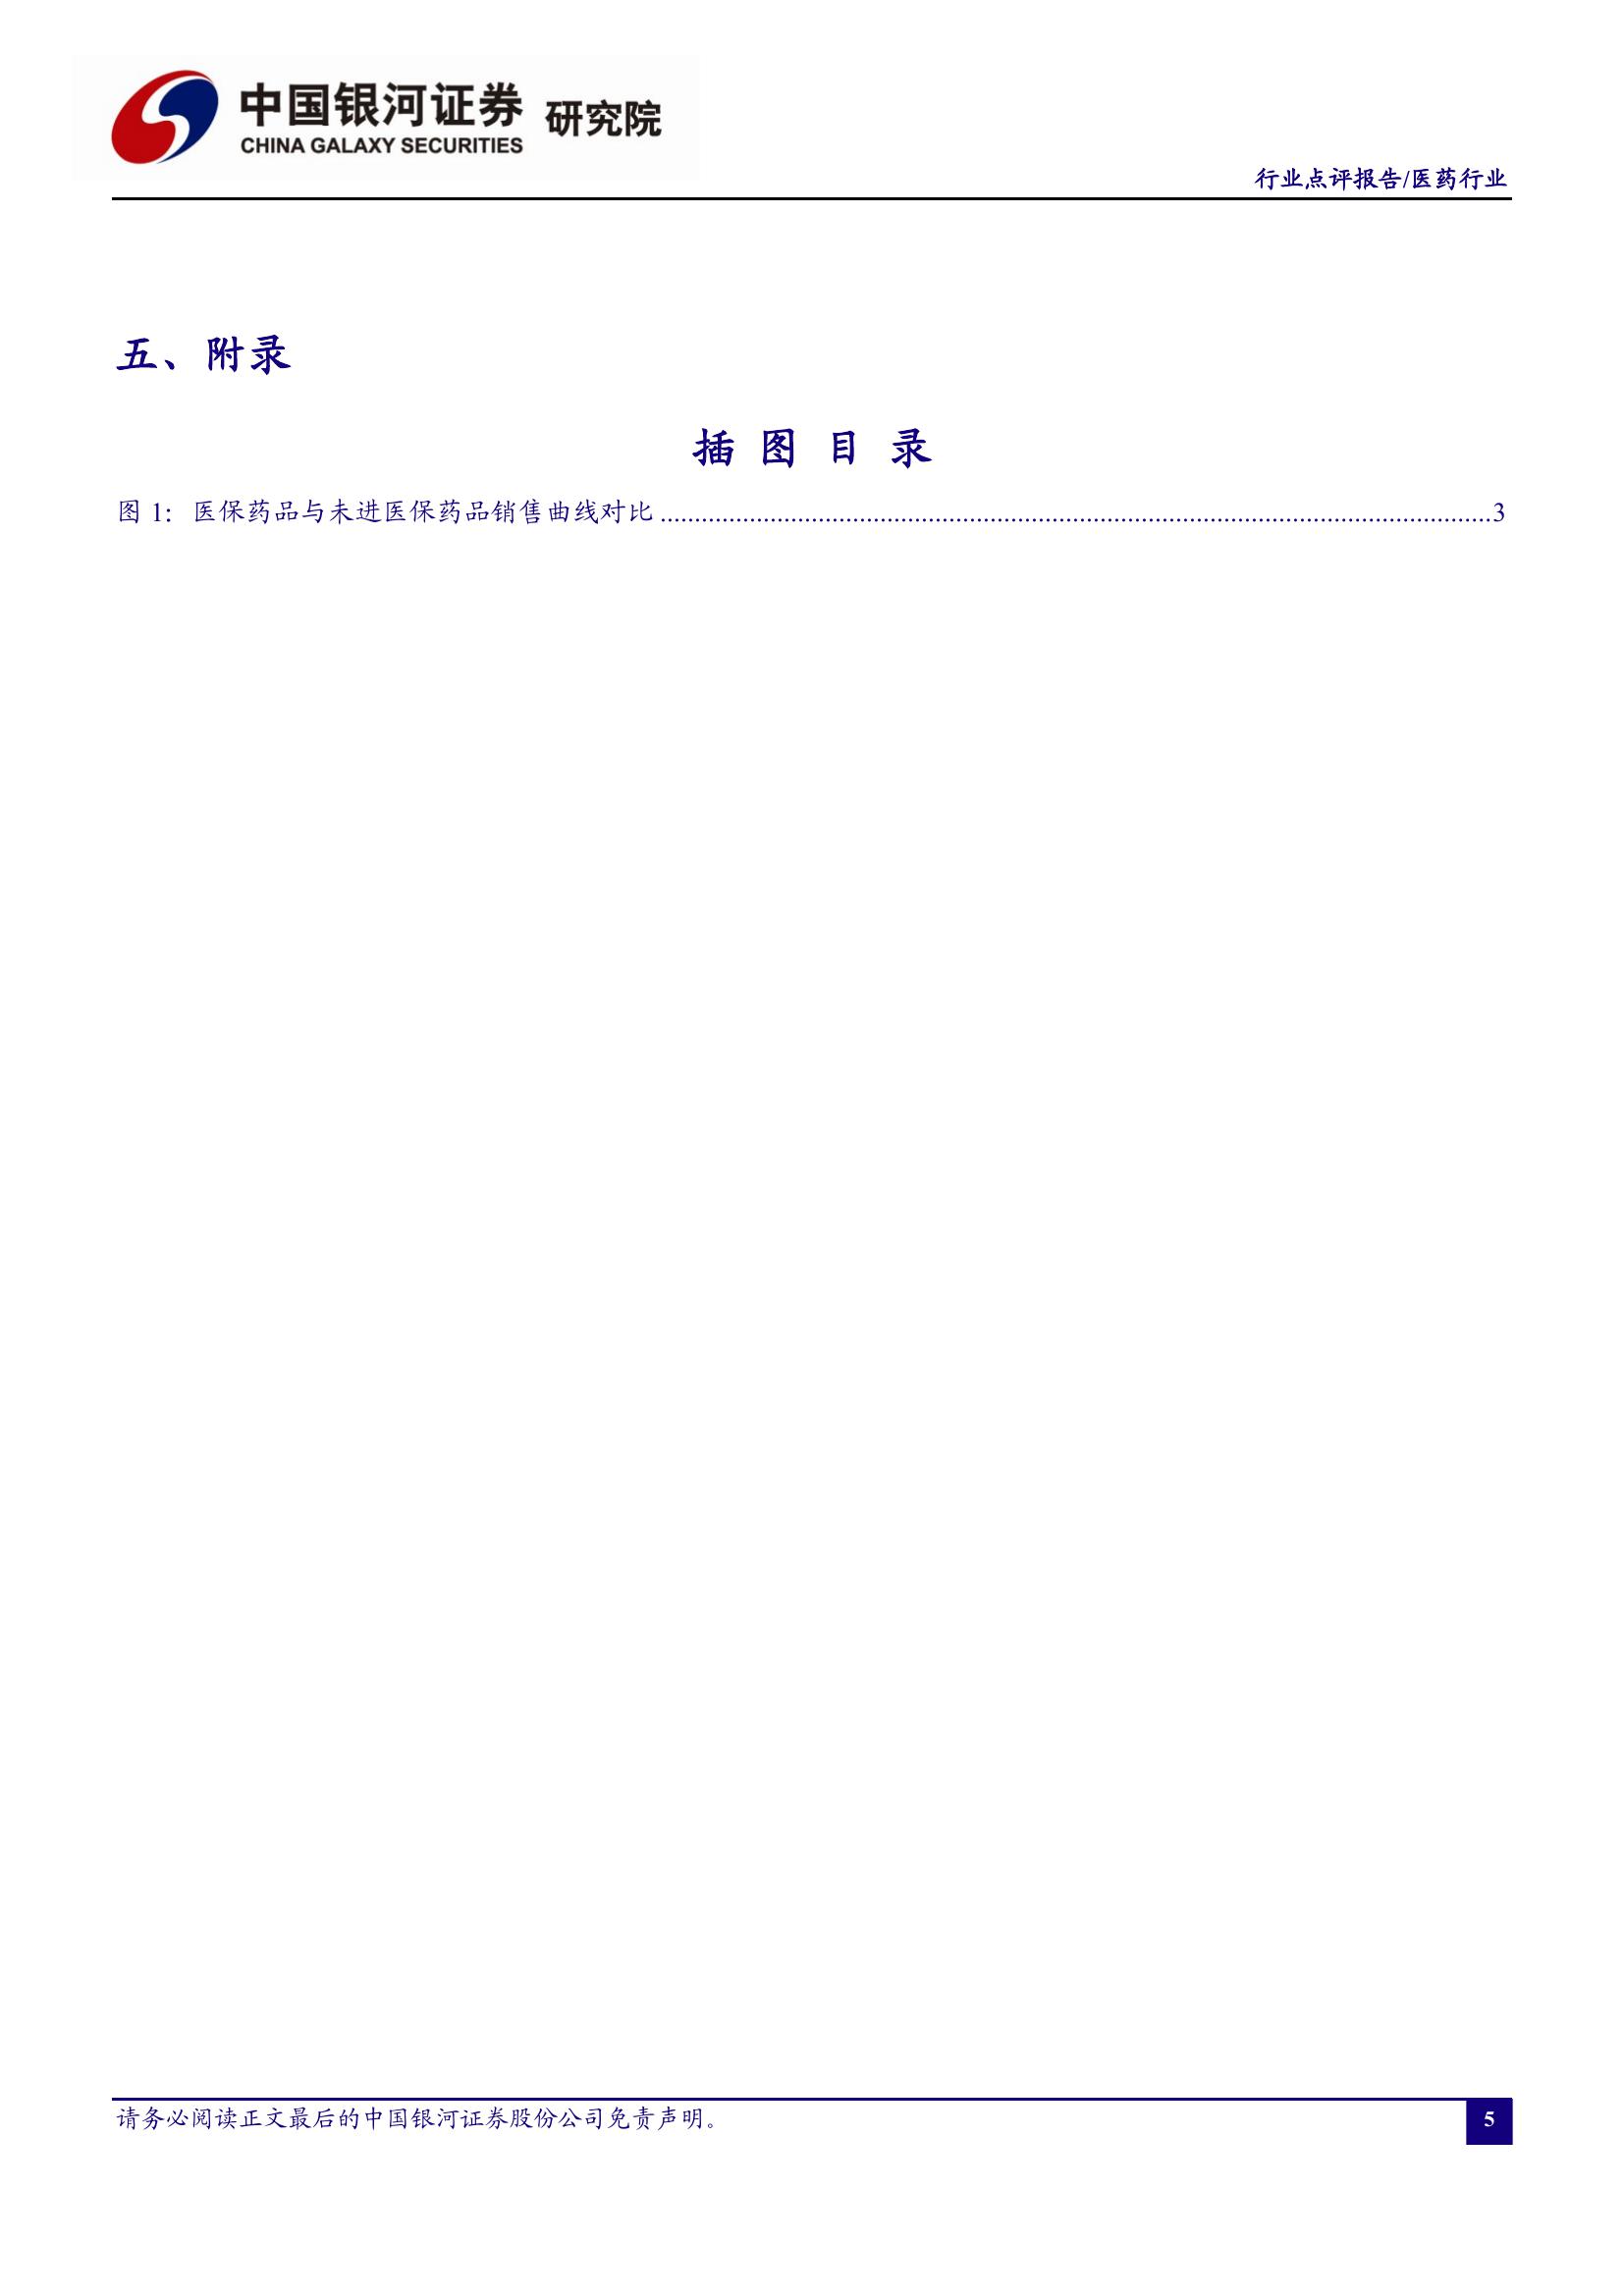 中国银河证券 研究院
CHINA GALAXY SECURITIES
行业点评报告/医药行业
五、附录
插 图 目 录
图 1: 医保药品与未进医保药品销售曲线对比 ........................................................................................................................3
请务必阅读正文最后的中国银河证券股份公司免责声明。
5